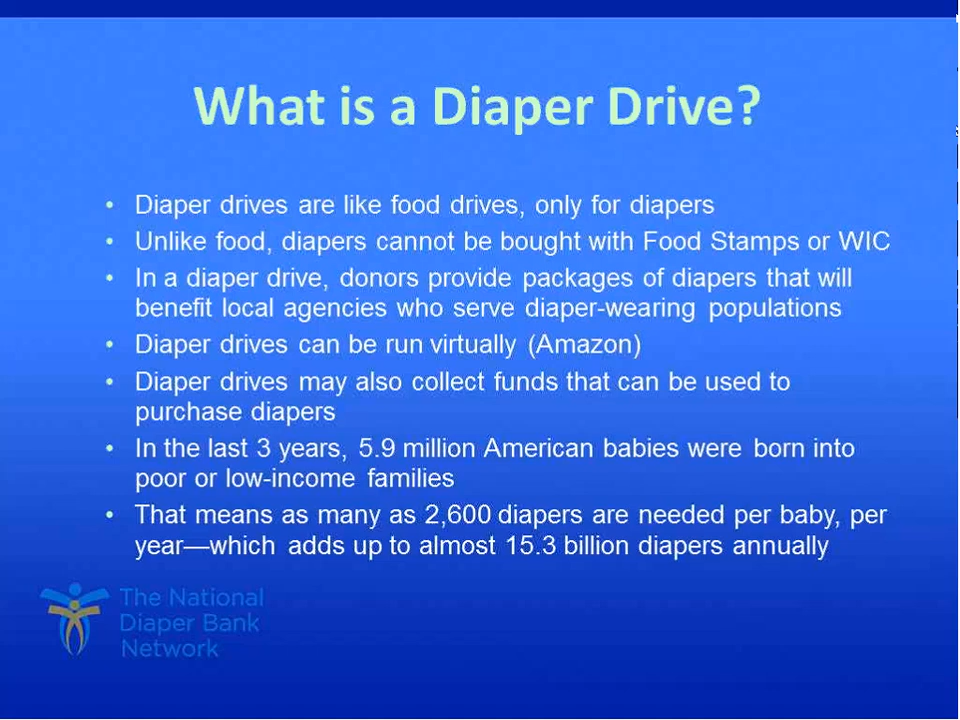 What is a Diaper Drive?
• Diaper drives are like food drives, only for diapers
• Unlike food, diapers cannot be bought with Food Stamps or WIC
• In a diaper drive, donors provide packages of diapers that will
benefit local agencies who serve diaper-wearing populations
• Diaper drives can be run virtually (Amazon)
• Diaper drives may also collect funds that can be used to
purchase diapers
• In the last 3 years, 5.9 million American babies were born into
poor or low-income families
• That means as many as 2,600 diapers are needed per baby, per
year—which adds up to almost 15.3 billion diapers annually
The National
Diaper Bank
Network